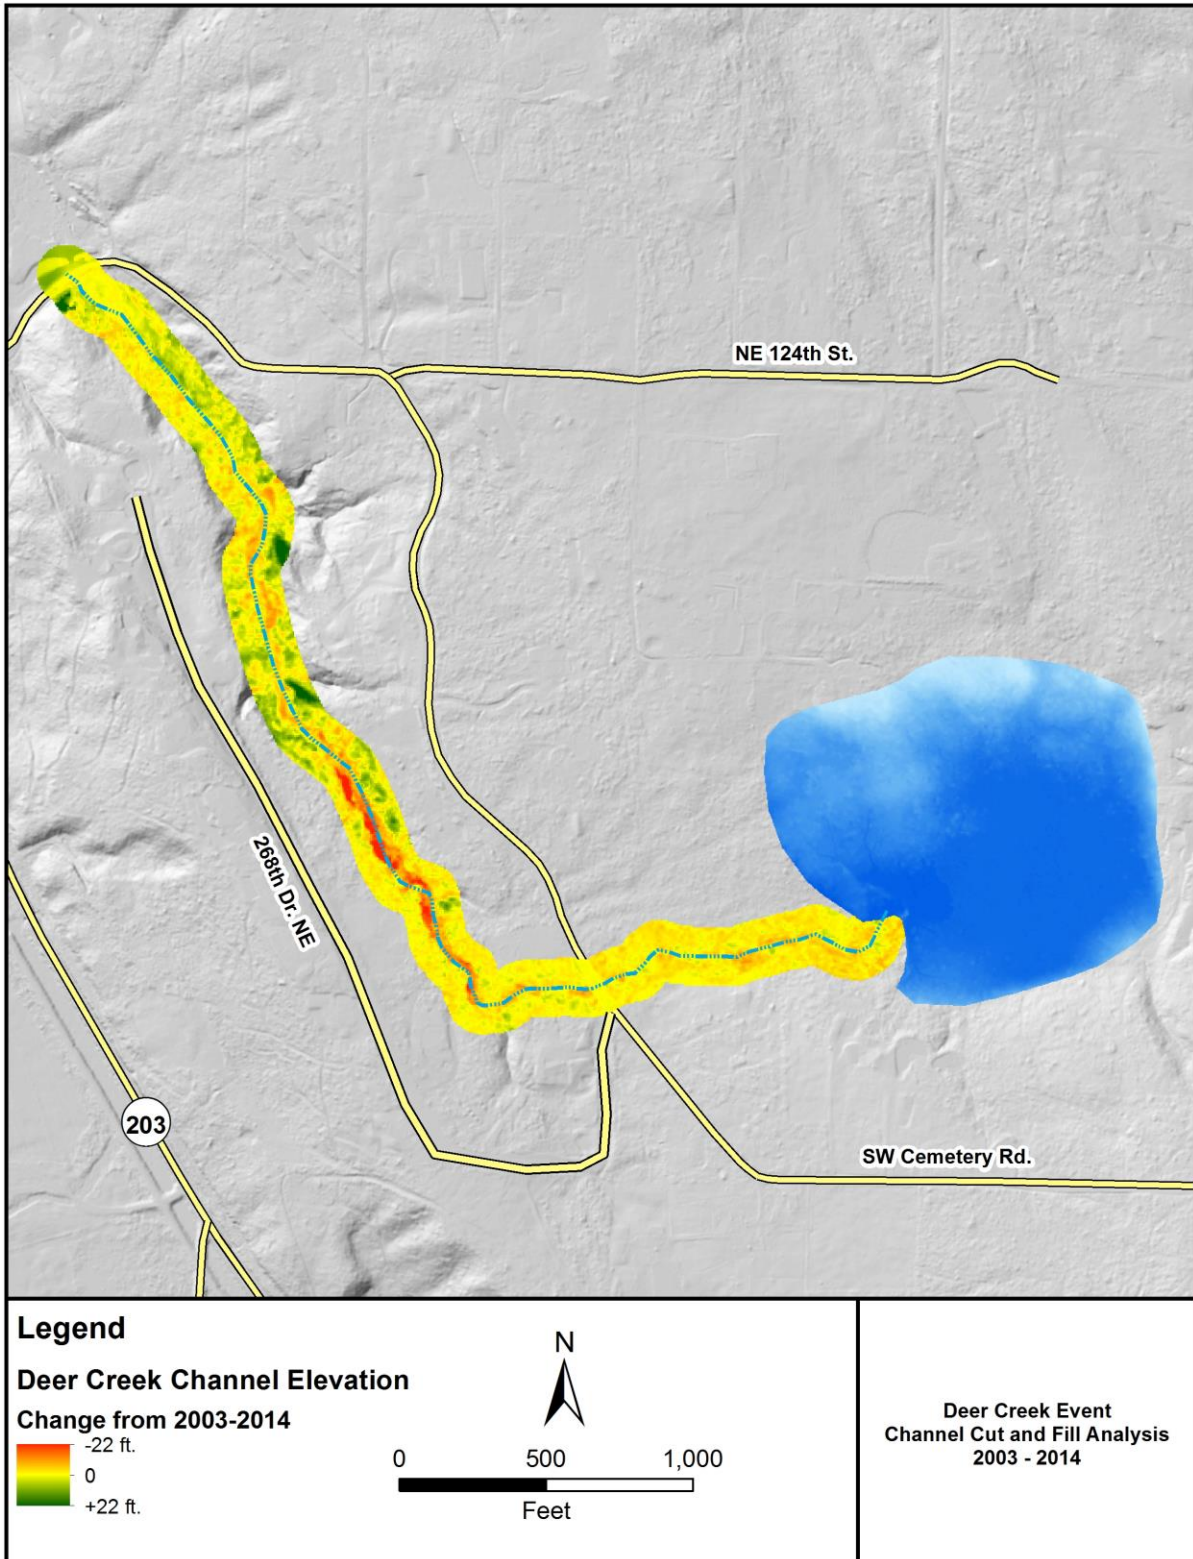 NE 124th St.
268th Dr. NE
203
SW Cemetery Rd.
Legend
Deer Creek Channel Elevation
Change from 2003-2014
-22 ft.
0
+22 ft.
N
0 500 1,000
Feet
Deer Creek Event
Channel Cut and Fill Analysis
2003 - 2014